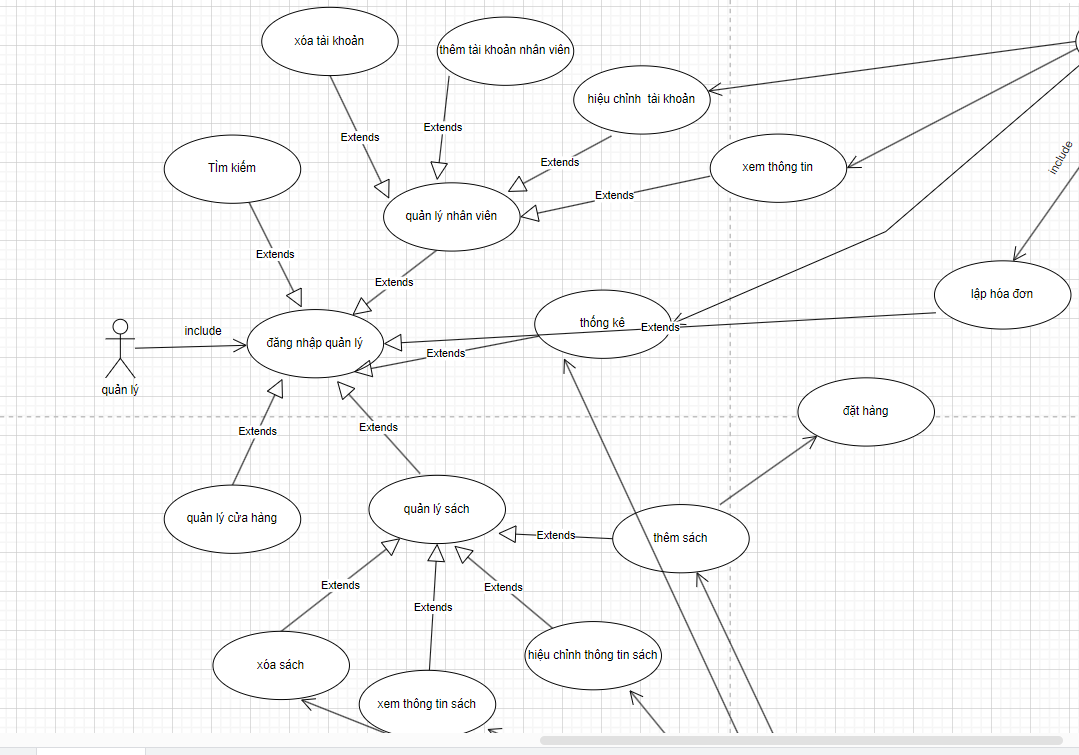 xóa tài khoản
thêm tài khoản nhân viên
hiệu chỉnh tài khoản
Extends
Extends
Extends
include
Tìm kiếm
xem thông tin
Extends
quản lý nhân viên
Extends
Extends
lập hóa đơn
include
thống kê
Extends
đăng nhập quản lý
Extends
quản lý
đặt hàng
Extends
Extends
quản lý sách
quản lý cửa hàng
Extends
thêm sách
Extends
Extends
Extends
hiệu chỉnh thông tin sách
xóa sách
xem thông tin sách